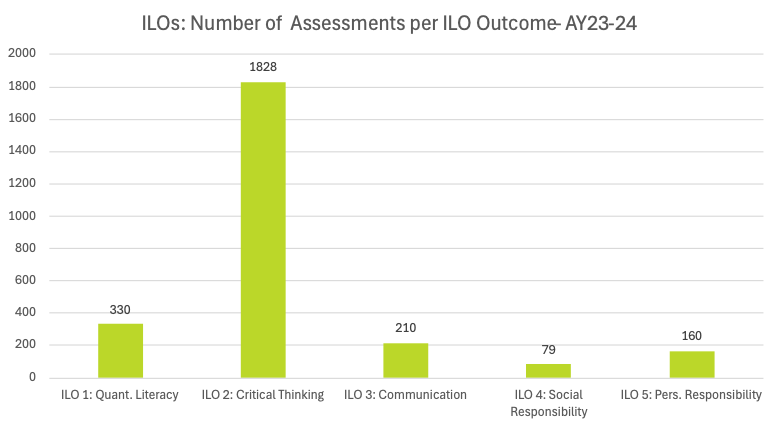 ILOs: Number of Assessments per ILO Outcome- AY23-24
2000
1800
1600
1400
1200
1000
800
600
400
200
0
330
1828
210
79
160
ILO 1: Quant. Literacy
ILO 2: Critical Thinking
ILO 3: Communication
ILO 4: Social
Responsibility
ILO 5: Pers. Responsibility